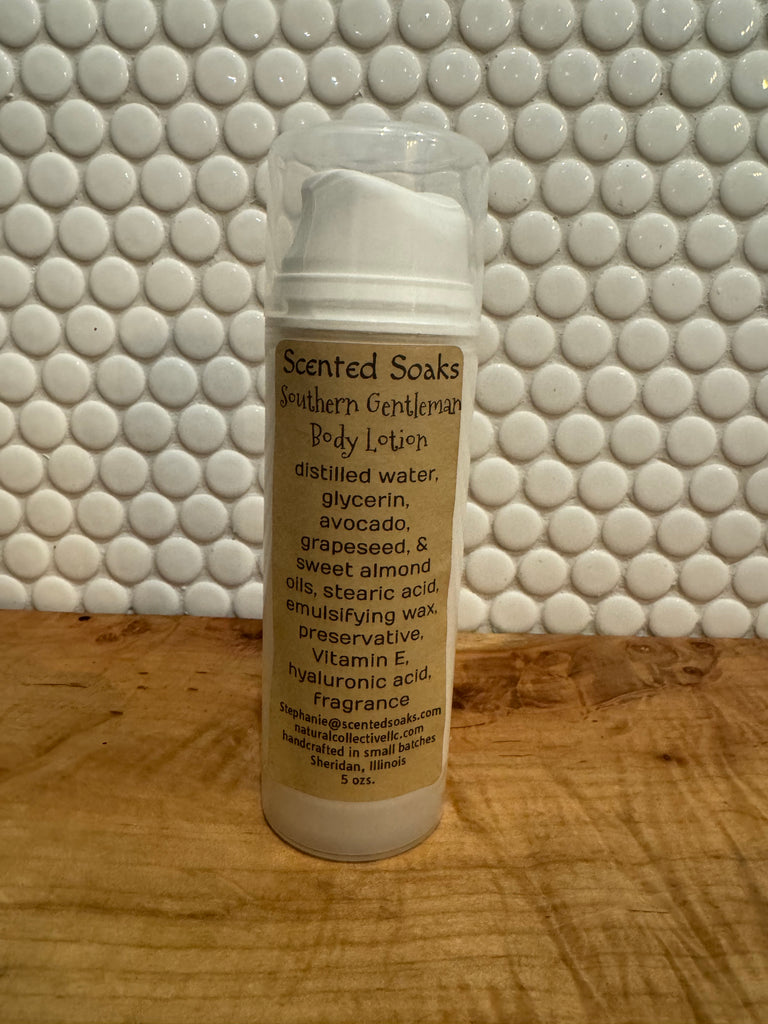 Scented Soaks
Southern Gentleman
Body Lotion
distilled water,
glycerin,
avocado,
grapeseed, &
sweet almond
oils, stearic acid,
emulsifying wax,
preservative,
Vitamin E,
hyaluronic acid,
fragrance
Stephanie@scentedsoaks.com
naturalcollectivellc.com
handcrafted in small batches
Sheridan, Illinois
5 ozs.